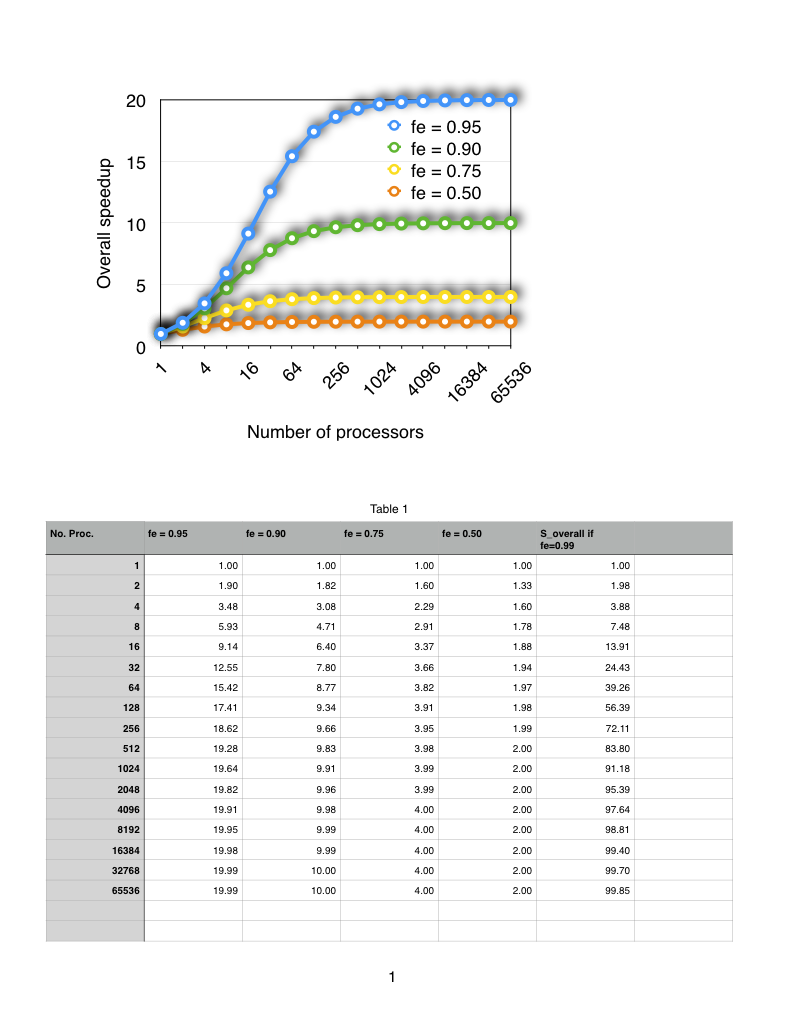 20
15
10
5
0
Overall speedup
fe = 0.95
fe = 0.90
fe = 0.75
fe = 0.50
1 4 16 64 256 1024 4096 16384 65536
Number of processors
Table 1
No. Proc. fe = 0.95 fe = 0.90 fe = 0.75 fe = 0.50 S_overall if
fe=0.99
1 1.00 1.00 1.00 1.00 1.00
2 1.90 1.82 1.60 1.33 1.98
4 3.48 3.08 2.29 1.60 3.88
8 5.93 4.71 2.91 1.78 7.48
16 9.14 6.40 3.37 1.88 13.91
32 12.55 7.80 3.66 1.94 24.43
64 15.42 8.77 3.82 1.97 39.26
128 17.41 9.34 3.91 1.98 56.39
256 18.62 9.66 3.95 1.99 72.11
512 19.28 9.83 3.98 2.00 83.80
1024 19.64 9.91 3.99 2.00 91.18
2048 19.82 9.96 3.99 2.00 95.39
4096 19.91 9.98 4.00 2.00 97.64
8192 19.95 9.99 4.00 2.00 98.81
16384 19.98 9.99 4.00 2.00 99.40
32768 19.99 10.00 4.00 2.00 99.70
65536 19.99 10.00 4.00 2.00 99.85
1